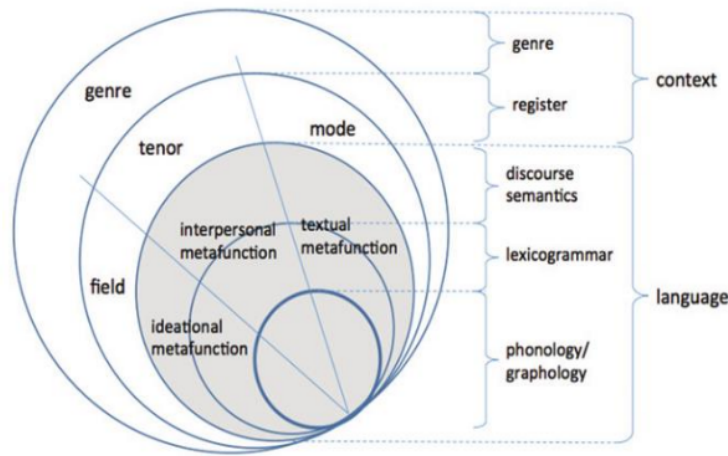 genre
tenor
mode
field
interpersonal
metafunction
textual
metafunction
ideational
metafunction
genre
register
context
discourse
semantics
lexicogrammar
language
phonology/
graphology